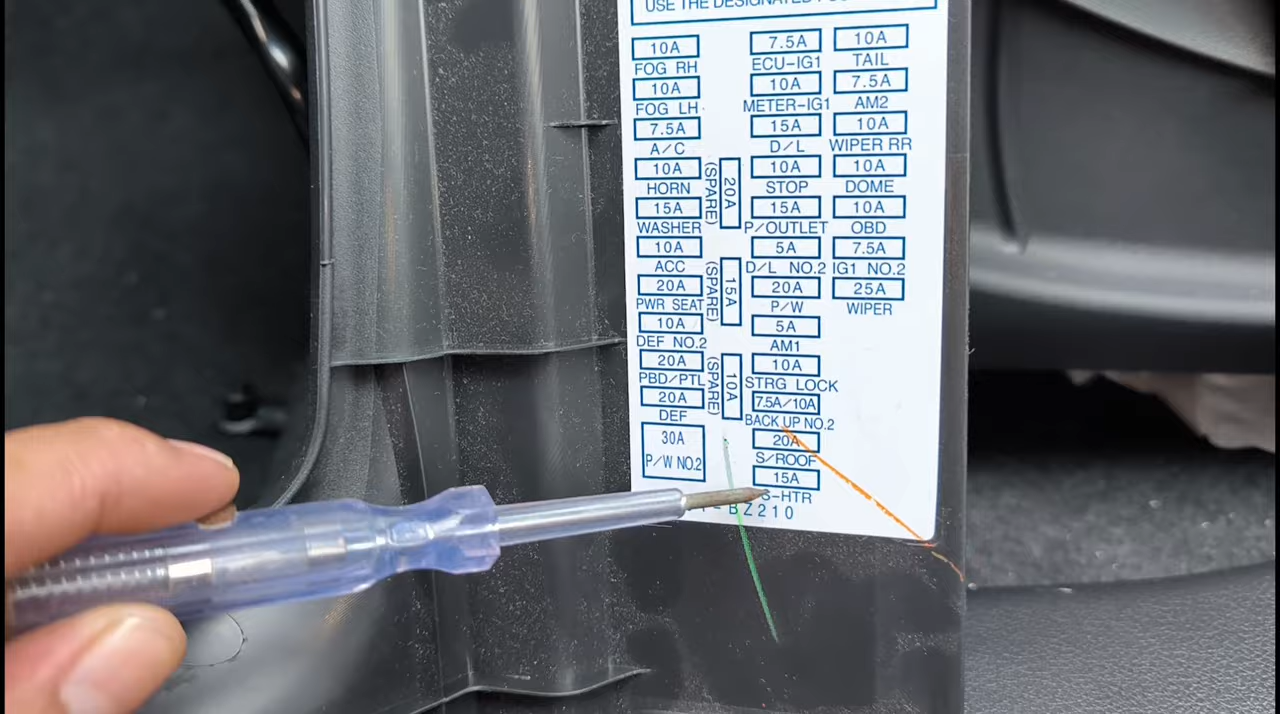 USE THE DESIGNATED
10A
FOG RH
10A
FOG LH
7.5A
A/C
10A
HORN
15A
WASHER
10A
ACC
20A
PWR SEAT
10A
DEF NO.2
20A
PBD/PTL
20A
DEF
30A
P/W NO.2
20A
(SPARE)
15A
(SPARE)
10A
(SPARE)
7.5A
ECU-IG1
10A
METER-IG1
15A
D/L
10A
STOP
15A
P/OUTLET
5A
D/L NO.2
20A
P/W
5A
AM1
10A
STRG LOCK
7.5A/10A
BACK UP NO.2
20A
S/ROOF
15A
S-HTR
BZ210
10A
TAIL
7.5A
AM2
10A
WIPER RR
10A
DOME
10A
OBD
7.5A
IG1 NO.2
25A
WIPER